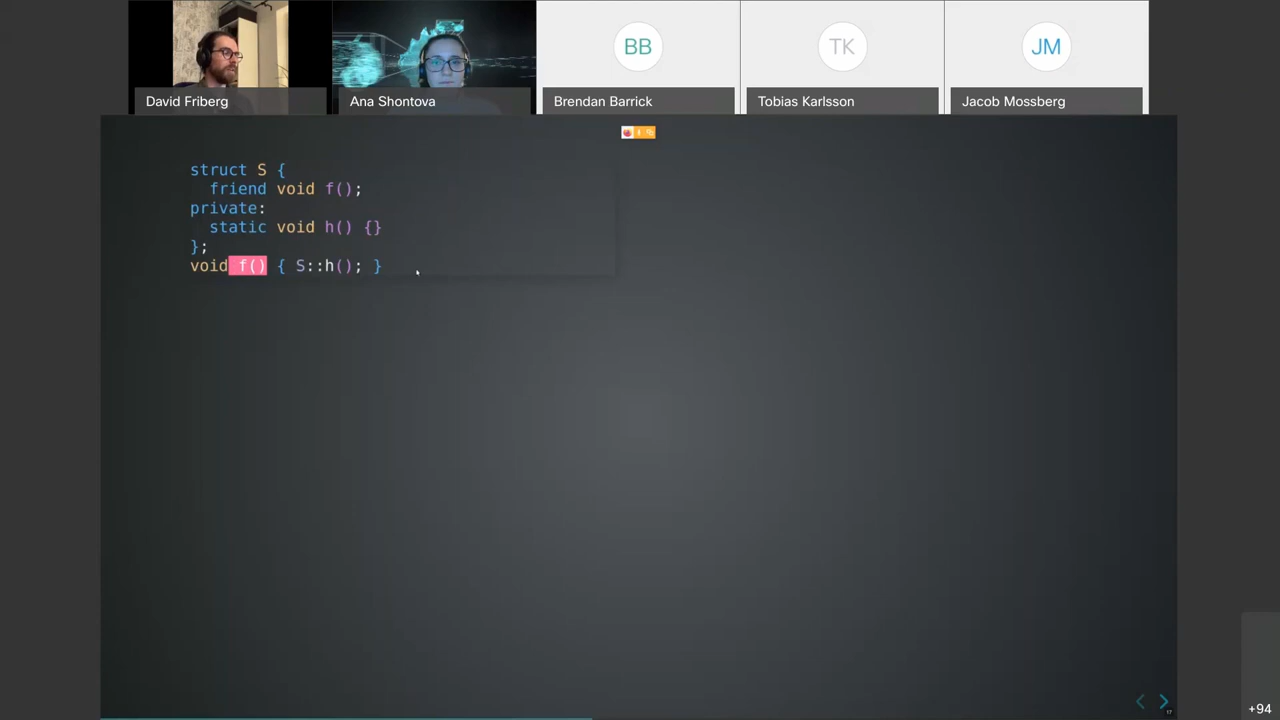 BB
TK
JM
David Friberg
Ana Shontova
Brendan Barrick
Tobias Karlsson
Jacob Mossberg
struct S {
  friend void f();
private:
  static void h() {}
};
void f() { S::h(); }
17
+94